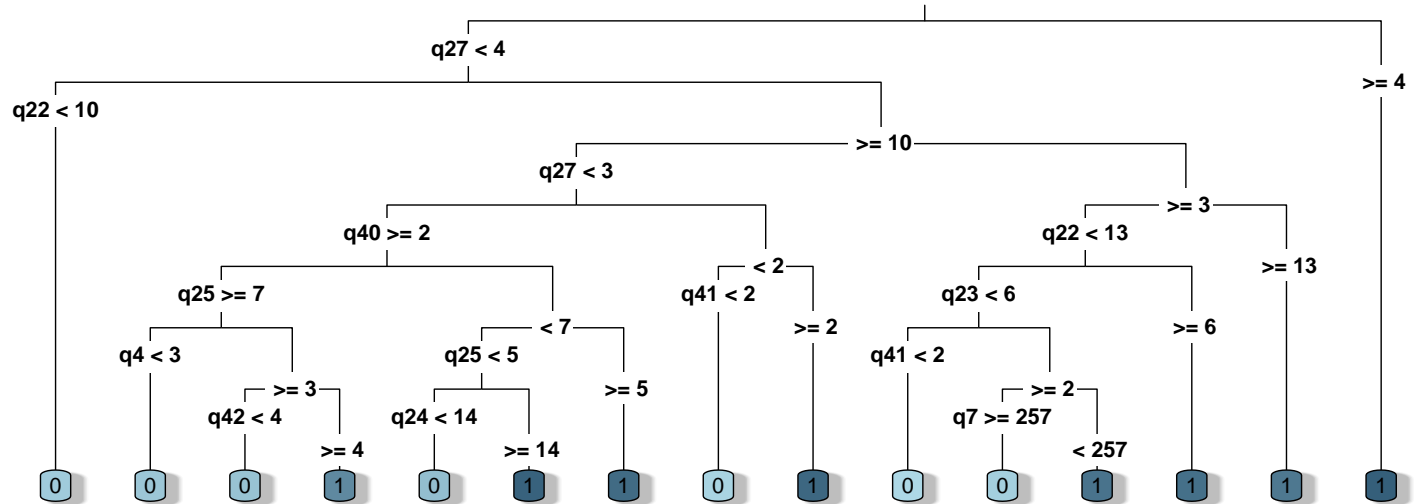 q27 < 4
>= 4
q22 < 10
>= 10
q27 < 3
>= 3
q40 >= 2
q22 < 13
< 2
>= 13
q25 >= 7
q41 < 2
q23 < 6
< 7
>= 2
>= 6
q4 < 3
q25 < 5
q41 < 2
>= 3
>= 5
>= 2
q42 < 4
q24 < 14
q7 >= 257
>= 4
>= 14
< 257
0 0 0 1 0 1 1 0 1 0 0 1 1 1 1